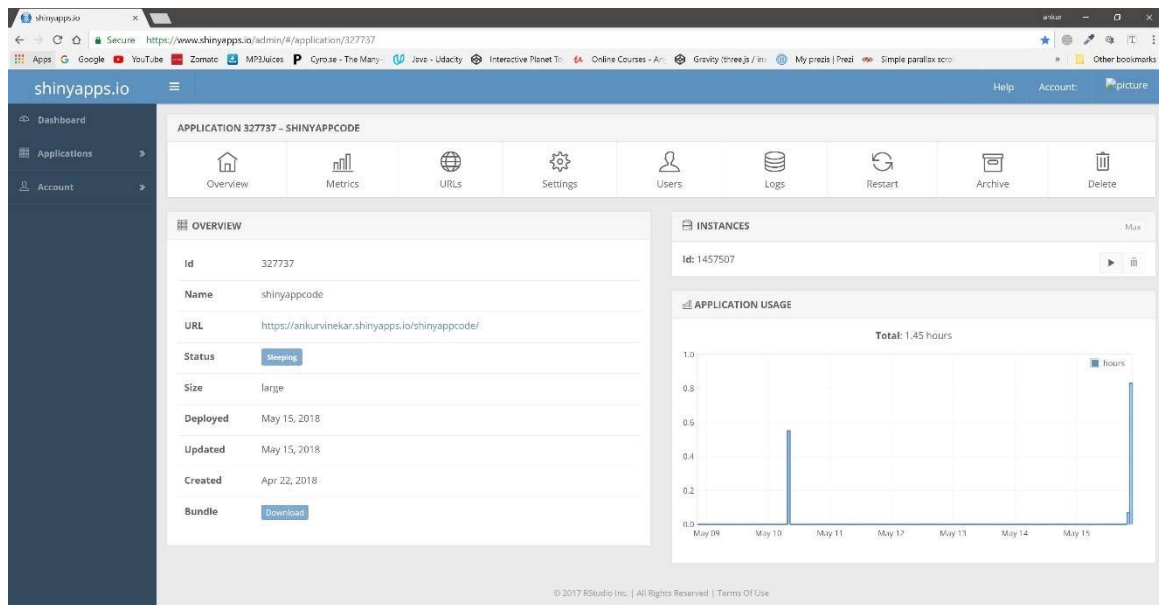 shinyapps.io
ankur
Secure https://www.shinyapps.io/admin/#/application/327737
Apps Google YouTube Zomato MP3Juices Cyro.se - The Many Java - Udacity Interactive Planet To Online Courses - An Gravity (three.js / in My prezis | Prezi Simple parallax scrol » Other bookmarks
shinyapps.io Help Account: picture
Dashboard
Applications
Account
APPLICATION 327737 – SHINYAPPCODE
Overview Metrics URLs Settings Users Logs Restart Archive Delete
OVERVIEW
Id 327737
Name shinyappcode
URL https://ankurvinekar.shinyapps.io/shinyappcode/
Status Sleeping
Size large
Deployed May 15, 2018
Updated May 15, 2018
Created Apr 22, 2018
Bundle Download
INSTANCES Max
Id: 1457507
APPLICATION USAGE
Total: 1.45 hours
hours
1.0
0.8
0.6
0.4
0.2
0.0
May 09 May 10 May 11 May 12 May 13 May 14 May 15
© 2017 RStudio Inc. | All Rights Reserved | Terms Of Use